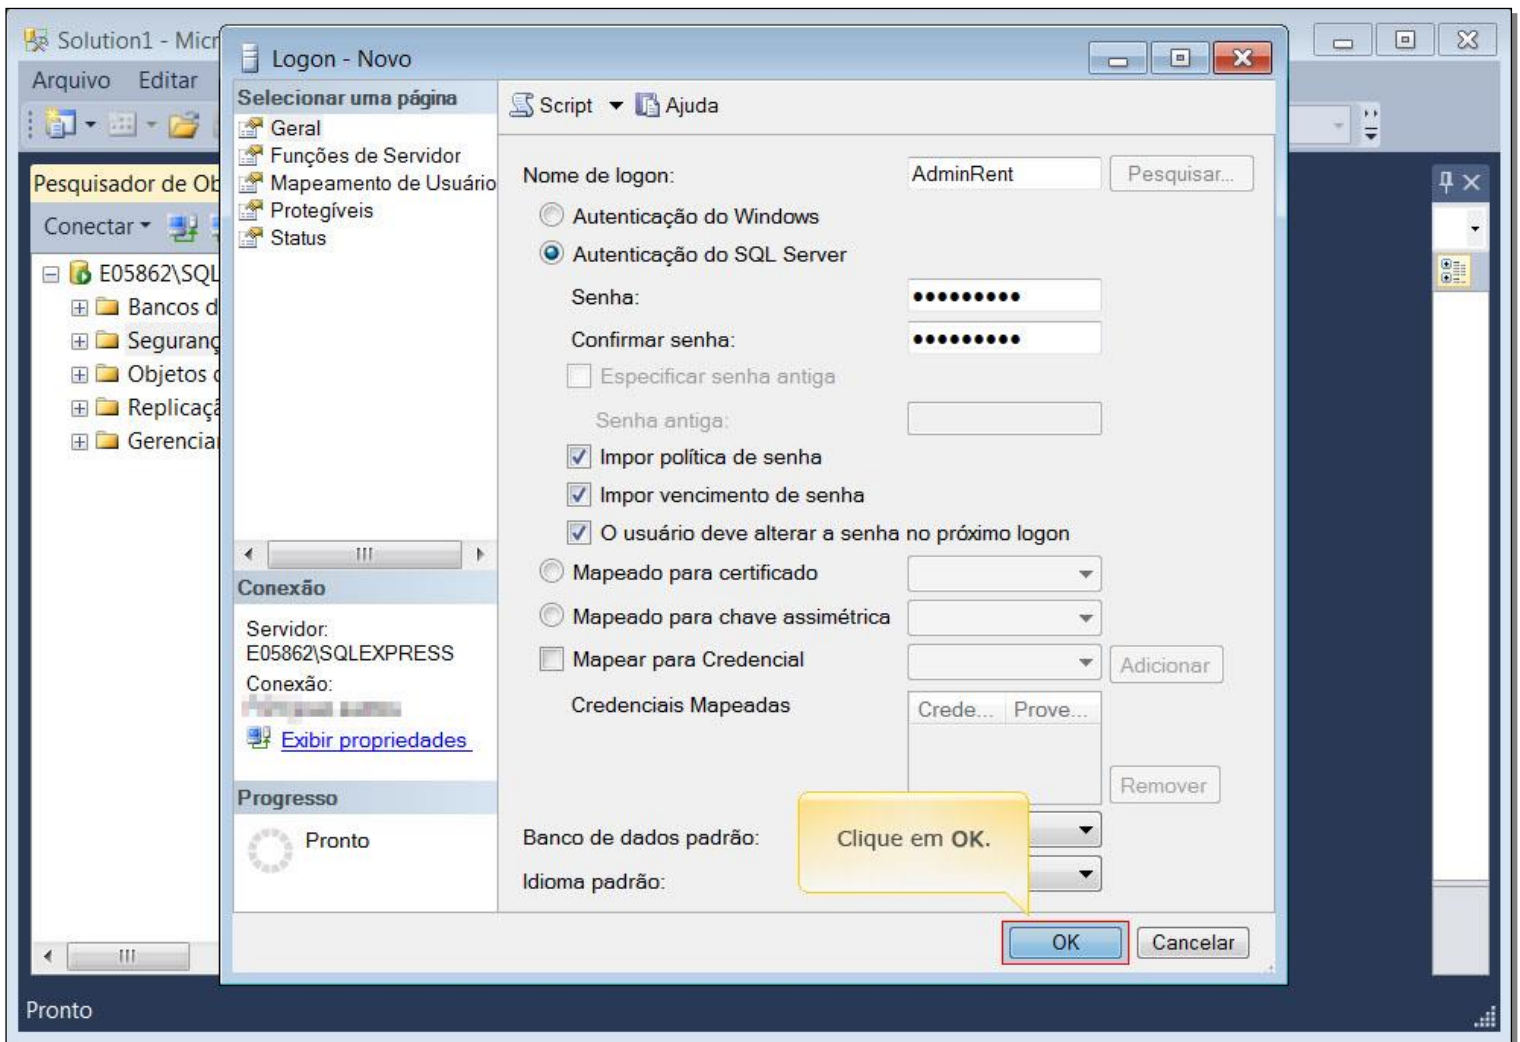 Solution1 - Micr
Arquivo Editar
Pesquisador de Ob
Conectar
E05862\SQL
Bancos d
Seguranç
Objetos
Replicaç
Gerencia
Pronto
Logon - Novo
Selecionar uma página
Geral
Funções de Servidor
Mapeamento de Usuário
Protegíveis
Status
Conexão
Servidor:
E05862\SQLEXPRESS
Conexão:
Exibir propriedades
Progresso
Pronto
Script Ajuda
Nome de logon: AdminRent Pesquisar...
Autenticação do Windows
Autenticação do SQL Server
Senha: ●●●●●●●●●
Confirmar senha: ●●●●●●●●●
Especificar senha antiga
Senha antiga:
Impor política de senha
Impor vencimento de senha
O usuário deve alterar a senha no próximo logon
Mapeado para certificado
Mapeado para chave assimétrica
Mapear para Credencial Adicionar
Credenciais Mapeadas Crede... Prove...
Remover
Banco de dados padrão:
Idioma padrão:
Clique em OK.
OK Cancelar